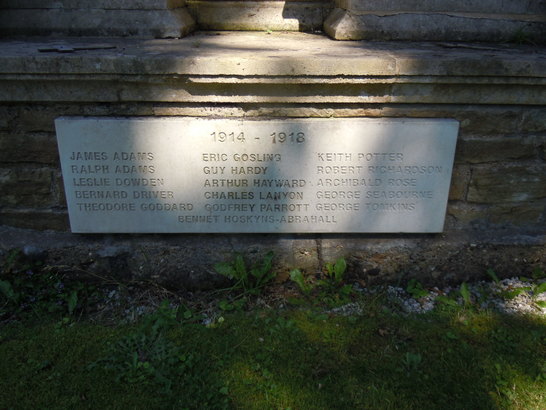 1914 - 1918
JAMES ADAMS ERIC GOSLING KEITH POTTER
RALPH ADAMS GUY HARDY ROBERT RICHARDSON
LESLIE DOWDEN ARTHUR HAYWARD ARCHIBALD ROSE
BERNARD DRIVER CHARLES LANYON GEORGE SEABOURNE
THEODORE GODDARD GODFREY PARROTT GEORGE TOMKINS
BENNET HOSKYNS-ABRAHALL